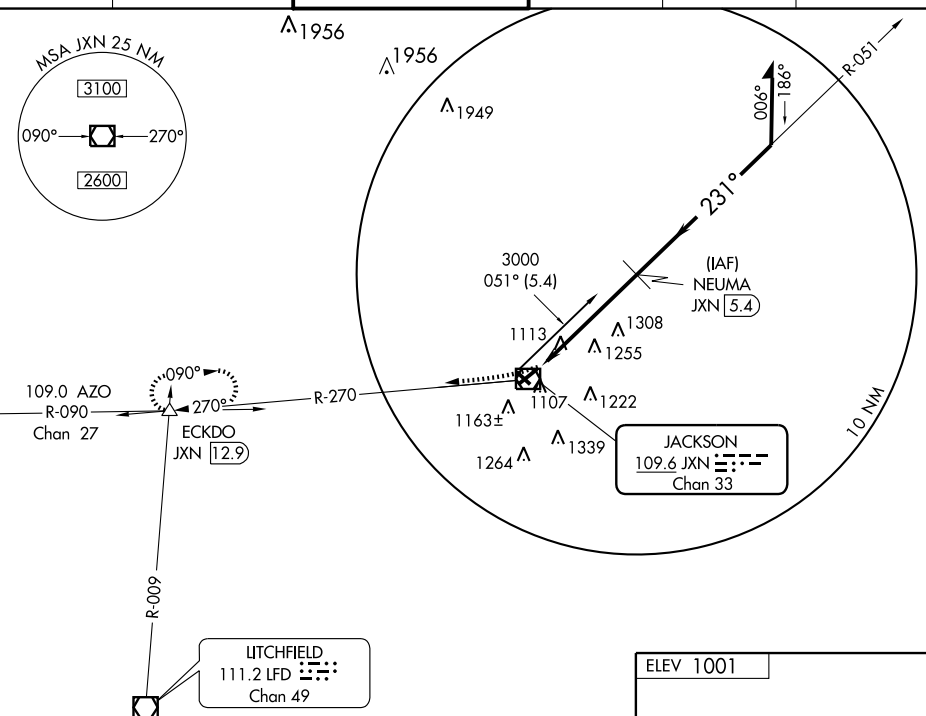 1956
1956
1949
MSA JXN 25 NM
3100
090°
270°
2600
R-051
006°
186°
231°
3000
051° (5.4)
(IAF)
NEUMA
JXN 5.4
1113
1308
1255
109.0 AZO
R-090
Chan 27
090°
270°
ECKDO
JXN 12.9
R-270
1107
1163±
1222
1339
1264
10 NM
JACKSON
109.6 JXN
Chan 33
R-009
LITCHFIELD
111.2 LFD
Chan 49
ELEV 1001